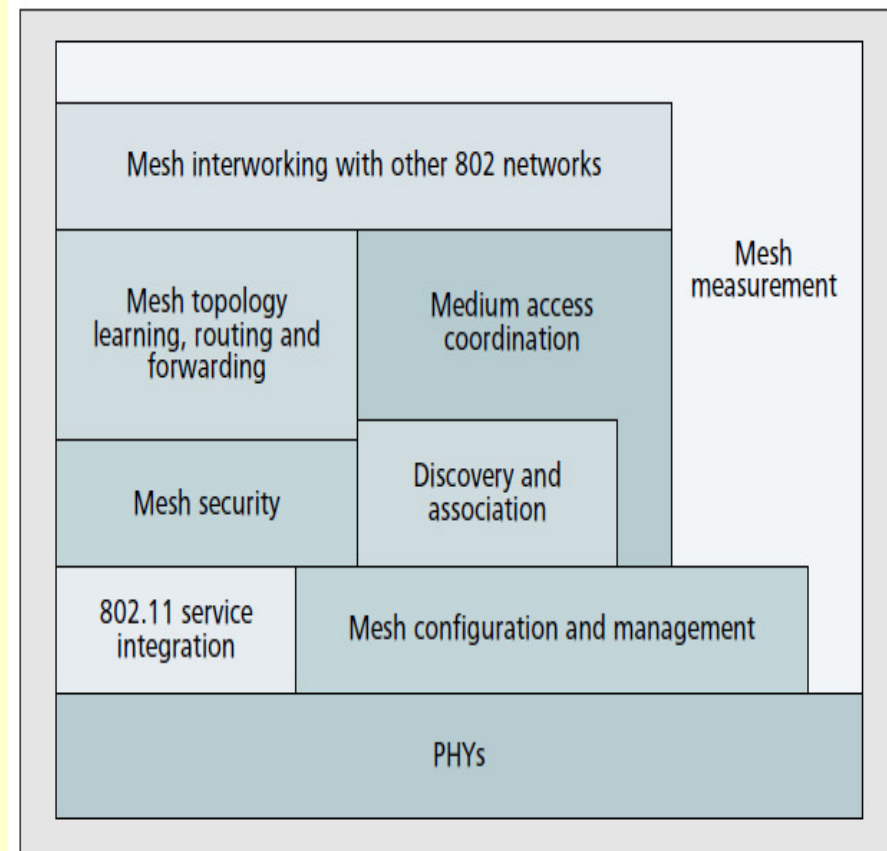 Mesh interworking with other 802 networks
Mesh
measurement
Mesh topology
learning, routing and
forwarding
Medium access
coordination
Mesh security
Discovery and
association
802.11 service
integration
Mesh configuration and management
PHYs